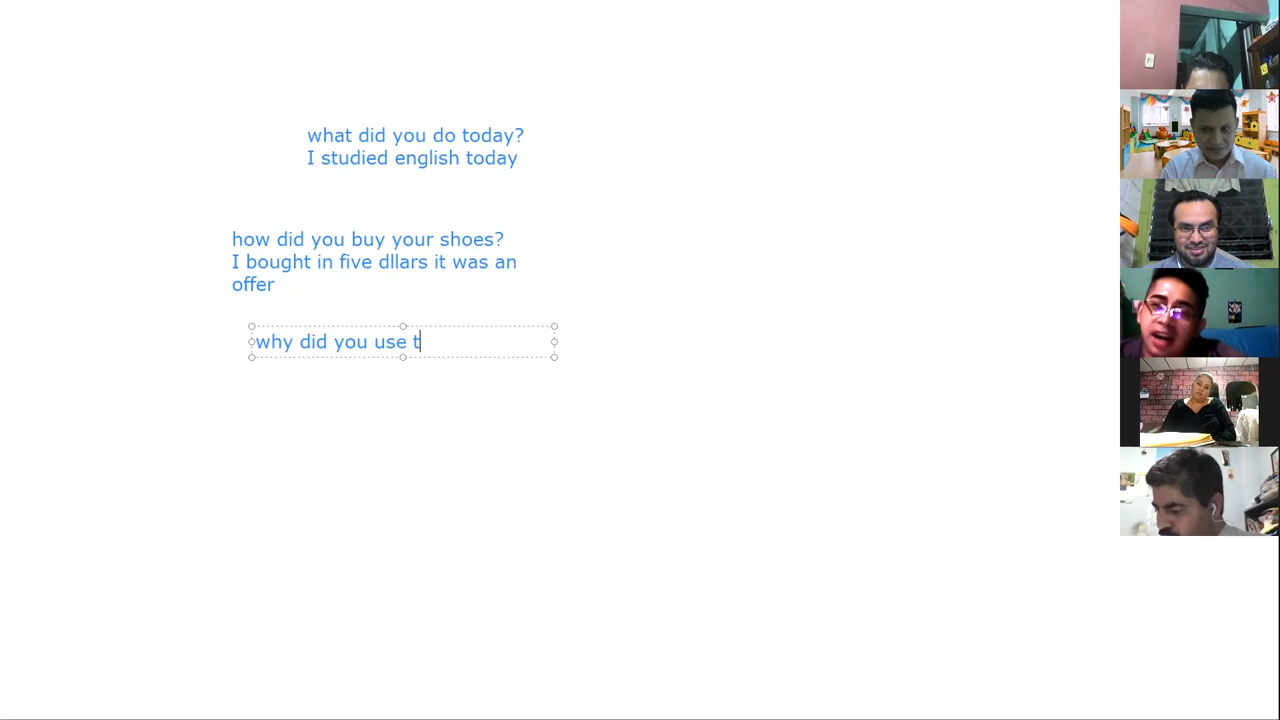 what did you do today?
I studied english today
how did you buy your shoes?
I bought in five dllars it was an
offer
why did you use t